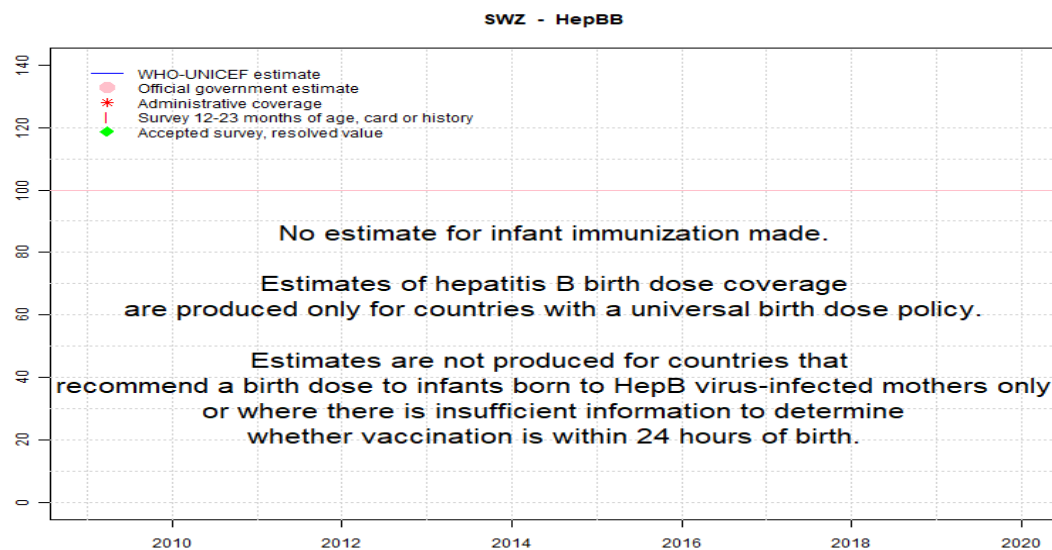 SWZ - HepBB
WHO-UNICEF estimate
Official government estimate
Administrative coverage
Survey 12-23 months of age, card or history
Accepted survey, resolved value
140
120
100
80
60
40
20
0
No estimate for infant immunization made.
Estimates of hepatitis B birth dose coverage
are produced only for countries with a universal birth dose policy.
Estimates are not produced for countries that
recommend a birth dose to infants born to HepB virus-infected mothers only
or where there is insufficient information to determine
whether vaccination is within 24 hours of birth.
2010 2012 2014 2016 2018 2020